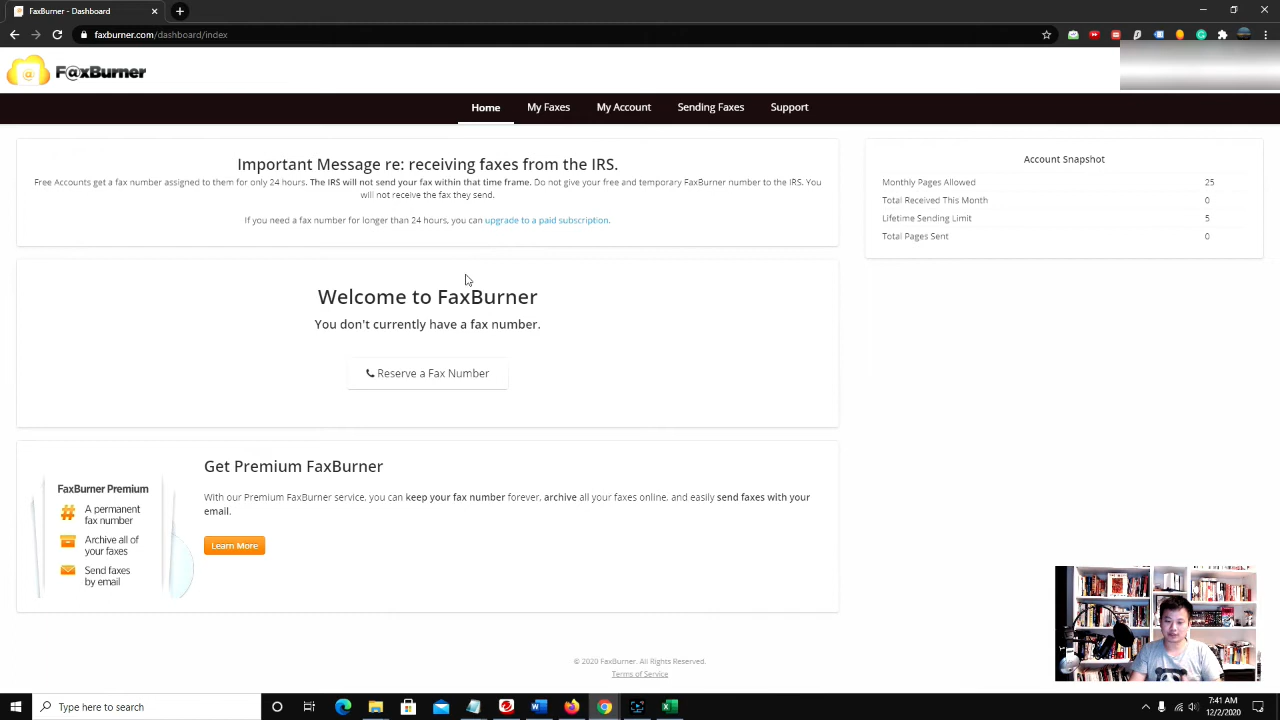 faxburner.com/dashboard/index
F@xBurner
Home
My Faxes
My Account
Sending Faxes
Support
Important Message re: receiving faxes from the IRS.
Free Accounts get a fax number assigned to them for only 24 hours. The IRS will not send your fax within that time frame. Do not give your free and temporary FaxBurner number to the IRS. You
will not receive the fax they send.
If you need a fax number for longer than 24 hours, you can upgrade to a paid subscription.
Account Snapshot
Monthly Pages Allowed 25
Total Received This Month 0
Lifetime Sending Limit 5
Total Pages Sent 0
Welcome to FaxBurner
You don't currently have a fax number.
Reserve a Fax Number
Get Premium FaxBurner
With our Premium FaxBurner service, you can keep your fax number forever, archive all your faxes online, and easily send faxes with your
email.
Learn More
FaxBurner Premium
# A permanent
fax number
Archive all of
your faxes
Send faxes
by email
© 2020 FaxBurner. All Rights Reserved.
Terms of Service
Type here to search
7:41 AM
12/2/2020